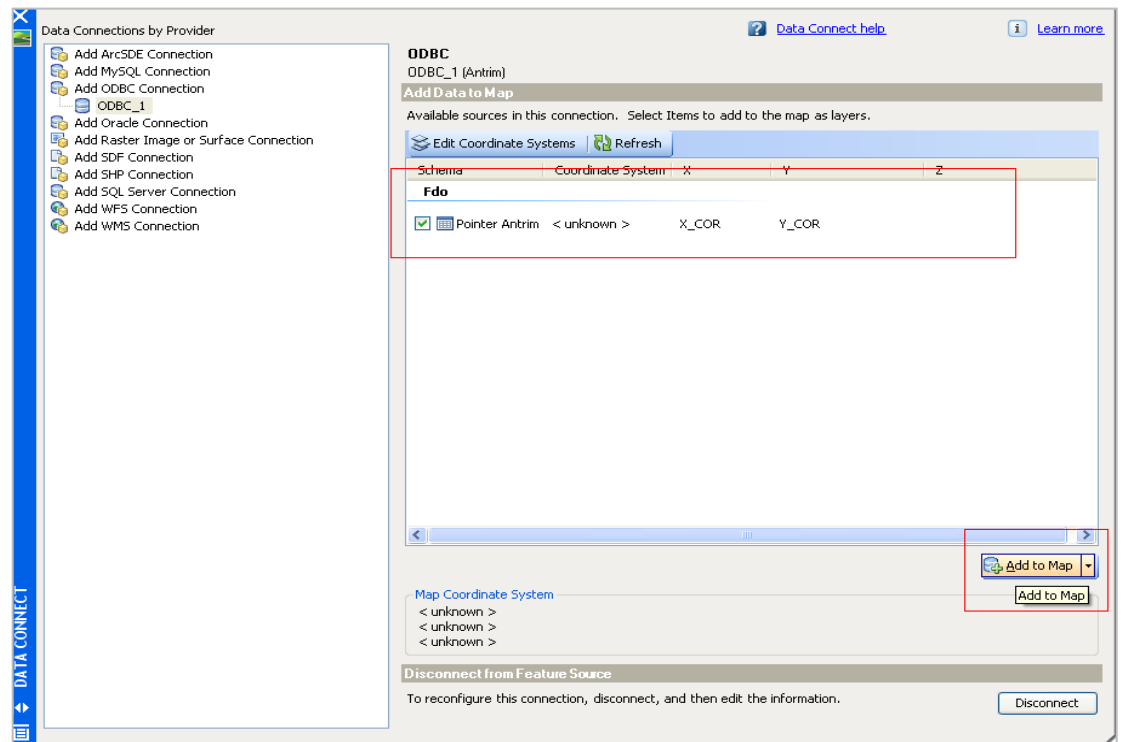 Data Connections by Provider
Add ArcSDE Connection
Add MySQL Connection
Add ODBC Connection
ODBC_1
Add Oracle Connection
Add Raster Image or Surface Connection
Add SDF Connection
Add SHP Connection
Add SQL Server Connection
Add WFS Connection
Add WMS Connection
DATA CONNECT
Data Connect help
Learn more
ODBC
ODBC_1 (Antrim)
Add Data to Map
Available sources in this connection. Select Items to add to the map as layers.
Edit Coordinate Systems Refresh
Schema Coordinate System X Y Z
Fdo
Pointer Antrim < unknown > X_COR Y_COR
Add to Map
Add to Map
Map Coordinate System
< unknown >
< unknown >
< unknown >
Disconnect from Feature Source
To reconfigure this connection, disconnect, and then edit the information.
Disconnect